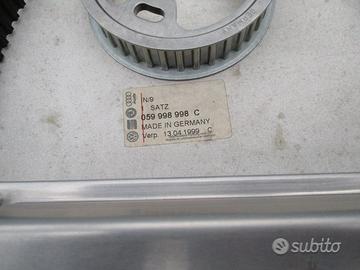 N/9
1 SATZ
059 998 998 C
MADE IN GERMANY
Verp. 13.04.1999 C
subito